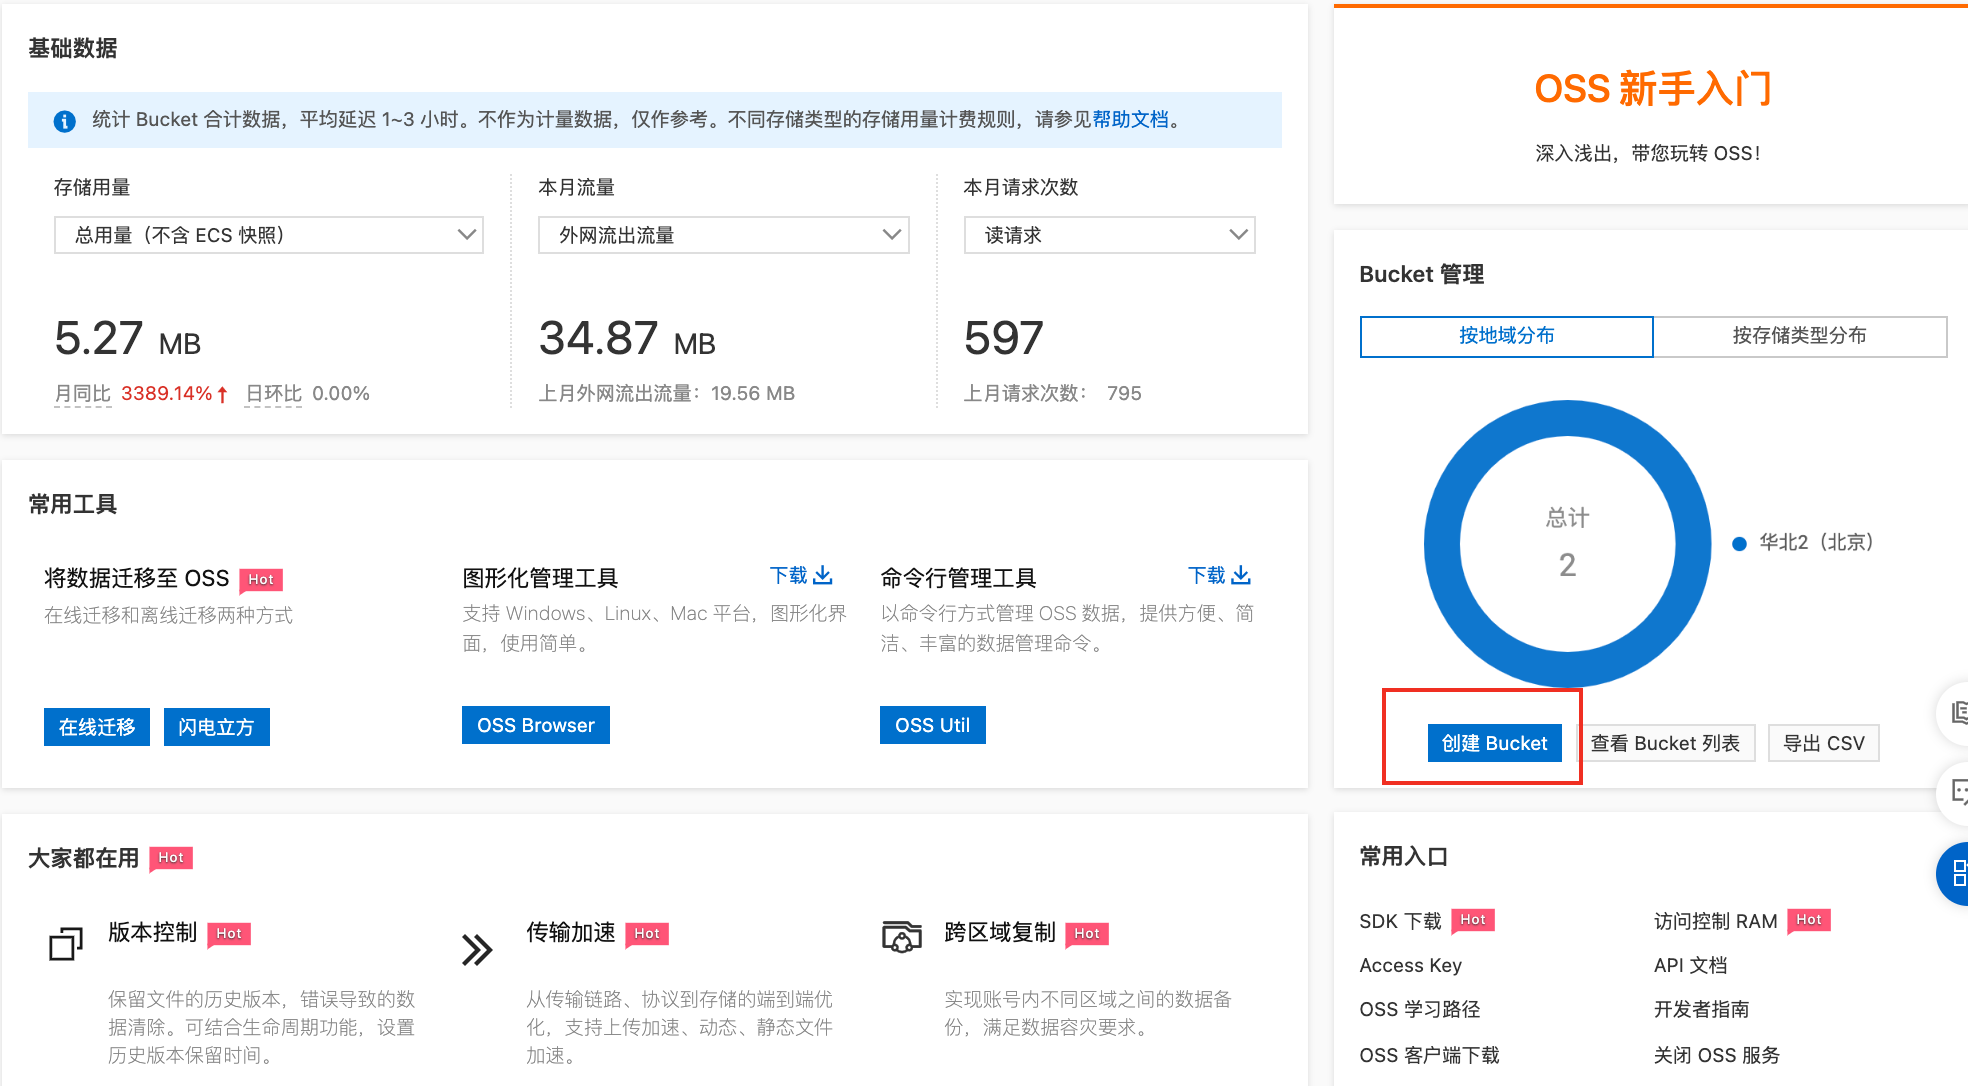 基础数据
统计 Bucket 合计数据，平均延迟 1~3 小时。不作为计量数据，仅作参考。不同存储类型的存储用量计费规则，请参见帮助文档。
存储用量
总用量（不含 ECS 快照）
5.27 MB
月同比 3389.14% 日环比 0.00%
本月流量
外网流出流量
34.87 MB
上月外网流出流量： 19.56 MB
本月请求次数
读请求
597
上月请求次数： 795
常用工具
将数据迁移至 OSS Hot
在线迁移和离线迁移两种方式
在线迁移 闪电立方
图形化管理工具 下载
支持 Windows、Linux、Mac 平台，图形化界
面，使用简单。
OSS Browser
命令行管理工具 下载
以命令行方式管理 OSS 数据，提供方便、简
洁、丰富的数据管理命令。
OSS Util
大家都在用 Hot
版本控制 Hot
保留文件的历史版本，错误导致的数
据清除。可结合生命周期功能，设置
历史版本保留时间。
传输加速 Hot
从传输链路、协议到存储的端到端优
化，支持上传加速、动态、静态文件
加速。
跨区域复制 Hot
实现账号内不同区域之间的数据备
份，满足数据容灾要求。
OSS 新手入门
深入浅出，带您玩转 OSS！
Bucket 管理
按地域分布 按存储类型分布
总计
2
华北2（北京）
创建 Bucket 查看 Bucket 列表 导出 CSV
常用入口
SDK 下载 Hot 访问控制 RAM Hot
Access Key API 文档
OSS 学习路径 开发者指南
OSS 客户端下载 关闭 OSS 服务